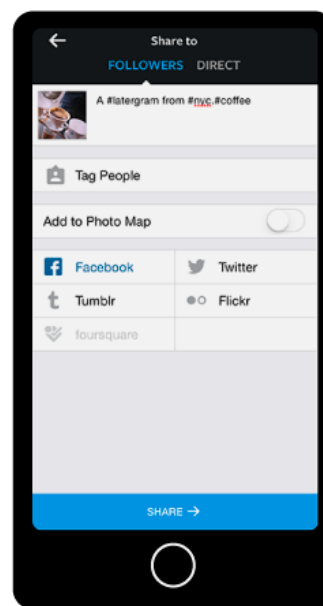 Share to
FOLLOWERS DIRECT
A #latergram from #nyc.#coffee
Tag People
Add to Photo Map
Facebook Twitter
Tumblr Flickr
foursquare
SHARE →